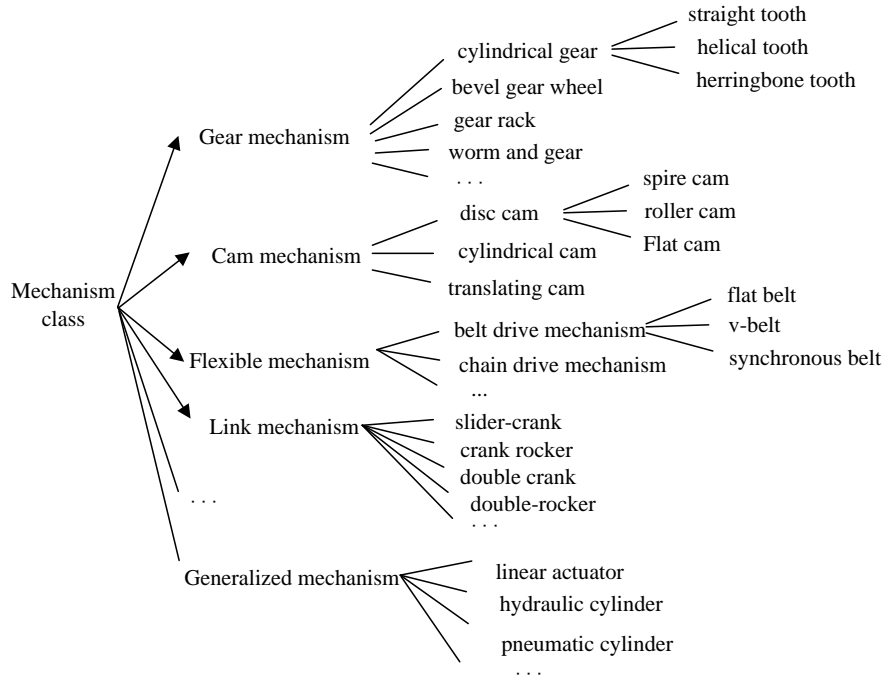 straight tooth
cylindrical gear
helical tooth
herringbone tooth
bevel gear wheel
Gear mechanism
gear rack
worm and gear
. . .
spire cam
disc cam
roller cam
Flat cam
Cam mechanism
cylindrical cam
translating cam
Mechanism
class
flat belt
belt drive mechanism
v-belt
synchronous belt
Flexible mechanism
chain drive mechanism
...
Link mechanism
slider-crank
crank rocker
double crank
double-rocker
. . .
. . .
Generalized mechanism
linear actuator
hydraulic cylinder
pneumatic cylinder
. . .